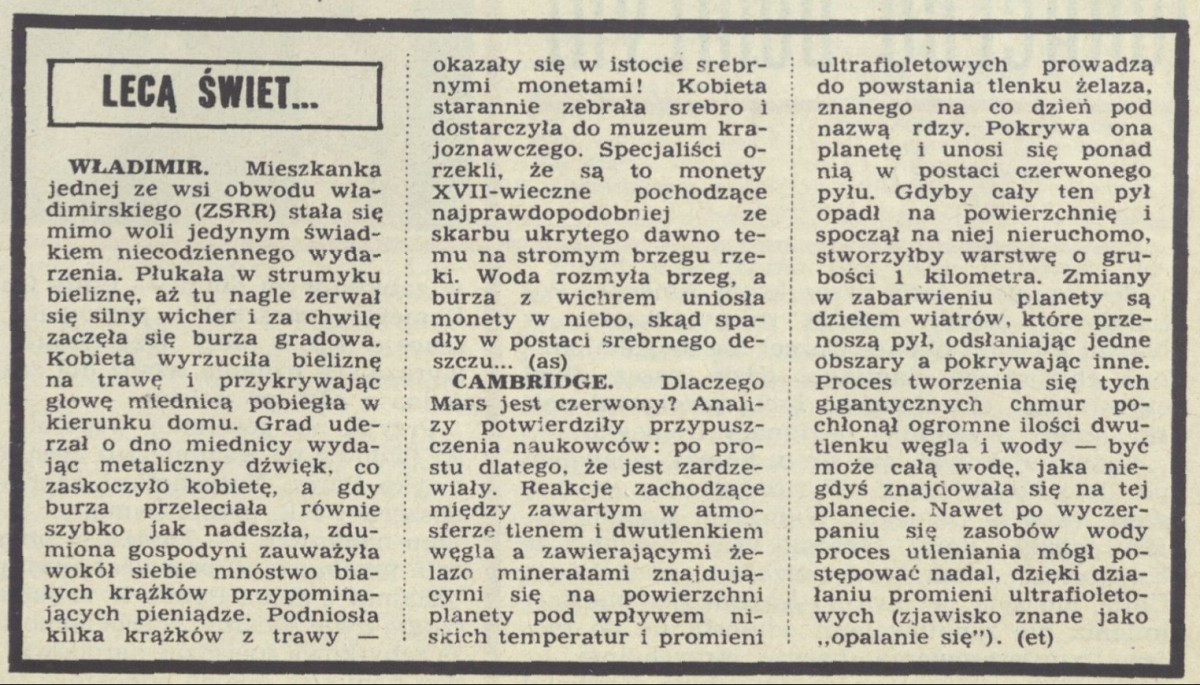 LECĄ ŚWIET...
WŁADIMIR. Mieszkanka
jednej ze wsi obwodu wła-
dimirskiego (ZSRR) stała się
mimo woli jedynym świad-
kiem niecodziennego wyda-
rzenia. Płukała w strumyku
bieliznę, aż tu nagle zerwał
się silny wicher i za chwilę
zaczęła się burza gradowa.
Kobieta wyrzuciła bieliznę
na trawę i przykrywając
głowę miednicą pobiegła w
kierunku domu. Grad ude-
rzał o dno miednicy wyda-
jąc metaliczny dźwięk, co
zaskoczyło kobietę, a gdy
burza przeleciała równie
szybko jak nadeszła, zdu-
miona gospodyni zauważyła
wokół siebie mnóstwo bia-
łych krążków przypomina-
jących pieniądze. Podniosła
kilka krążków z trawy —
okazały się w istocie srebr-
nymi monetami! Kobieta
starannie zebrała srebro i
dostarczyła do muzeum kra-
joznawczego. Specjaliści o-
rzekli, że są to monety
XVII-wieczne pochodzące
najprawdopodobniej ze
skarbu ukrytego dawno te-
mu na stromym brzegu rze-
ki. Woda rozmyła brzeg, a
burza z wichrem uniosła
monety w niebo, skąd spa-
dły w postaci srebrnego de-
szczu... (as)
CAMBRIDGE. Dlaczego
Mars jest czerwony? Anali-
zy potwierdziły przypusz-
czenia naukowców: po pro-
stu dlatego, że jest zardze-
wiały. Reakcje zachodzące
między zawartym w atmo-
sferze tlenem i dwutlenkiem
węgla a zawierającymi że-
lazo minerałami znajdują-
cymi się na powierzchni
planety pod wpływem ni-
skich temperatur i promieni
ultrafioletowych prowadzą
do powstania tlenku żelaza,
znanego na co dzień pod
nazwą rdzy. Pokrywa ona
planetę i unosi się ponad
nią w postaci czerwonego
pyłu. Gdyby cały ten pył
opadł na powierzchnię i
spoczął na niej nieruchomo,
stworzyłby warstwę o gru-
bości 1 kilometra. Zmiany
w zabarwieniu planety są
dziełem wiatrów, które prze-
noszą pył, odsłaniając jedne
obszary a pokrywając inne.
Proces tworzenia się tych
gigantycznych chmur po-
chłonął ogromne ilości dwu-
tlenku węgla i wody — być
może całą wodę, jaka nie-
gdyś znajdowała się na tej
planecie. Nawet po wyczer-
paniu się zasobów wody
proces utleniania mógł po-
stępować nadal, dzięki dzia-
łaniu promieni ultrafioleto-
wych (zjawisko znane jako
„opalanie się”). (et)